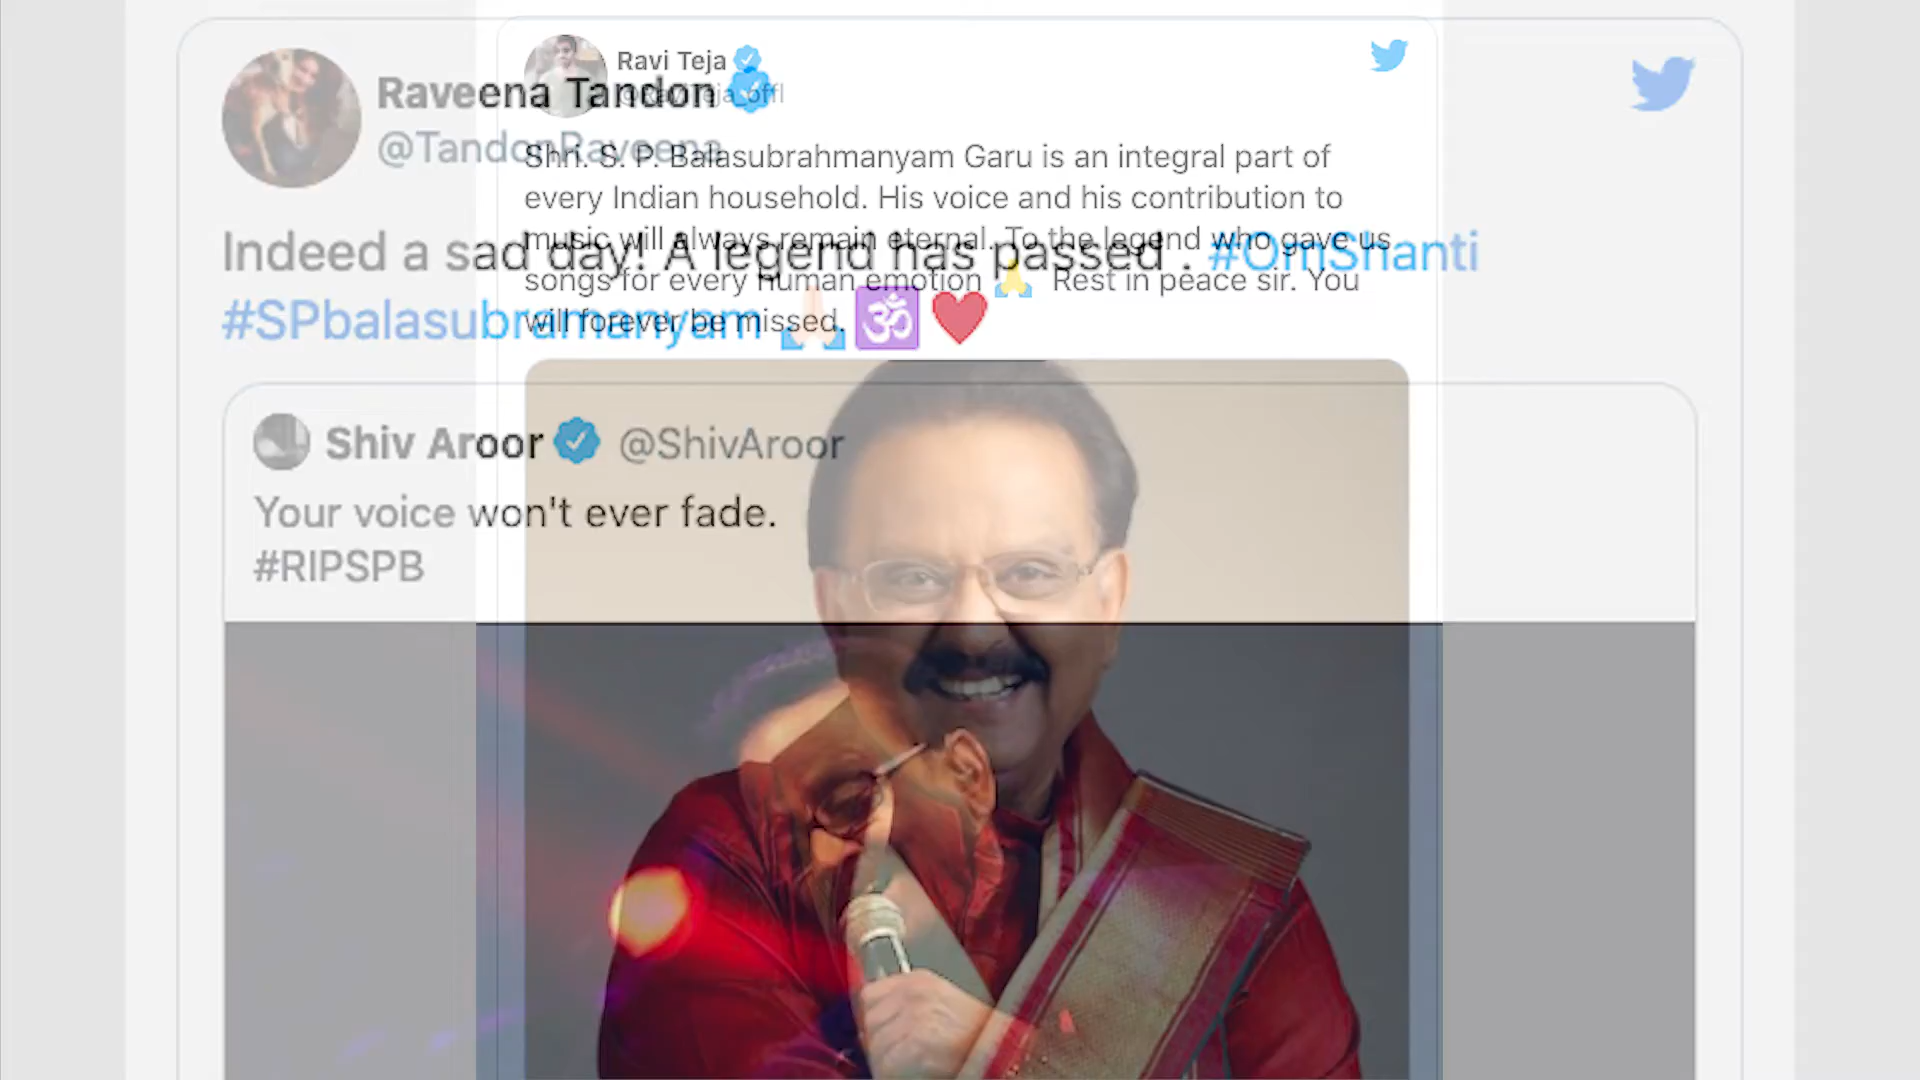 Ravi Teja
@RaviTeja_offl
Shri. S. P. Balasubrahmanyam Garu is an integral part of
every Indian household. His voice and his contribution to
music will always remain eternal. To the legend who gave us
songs for every human emotion 🙏 Rest in peace sir. You
will forever be missed.
Raveena Tandon
@TandonRaveena
Indeed a sad day! A legend has passed . #OmShanti
#SPbalasubramanyam 🙏🏻🕉❤️
Shiv Aroor @ShivAroor
Your voice won't ever fade.
#RIPSPB